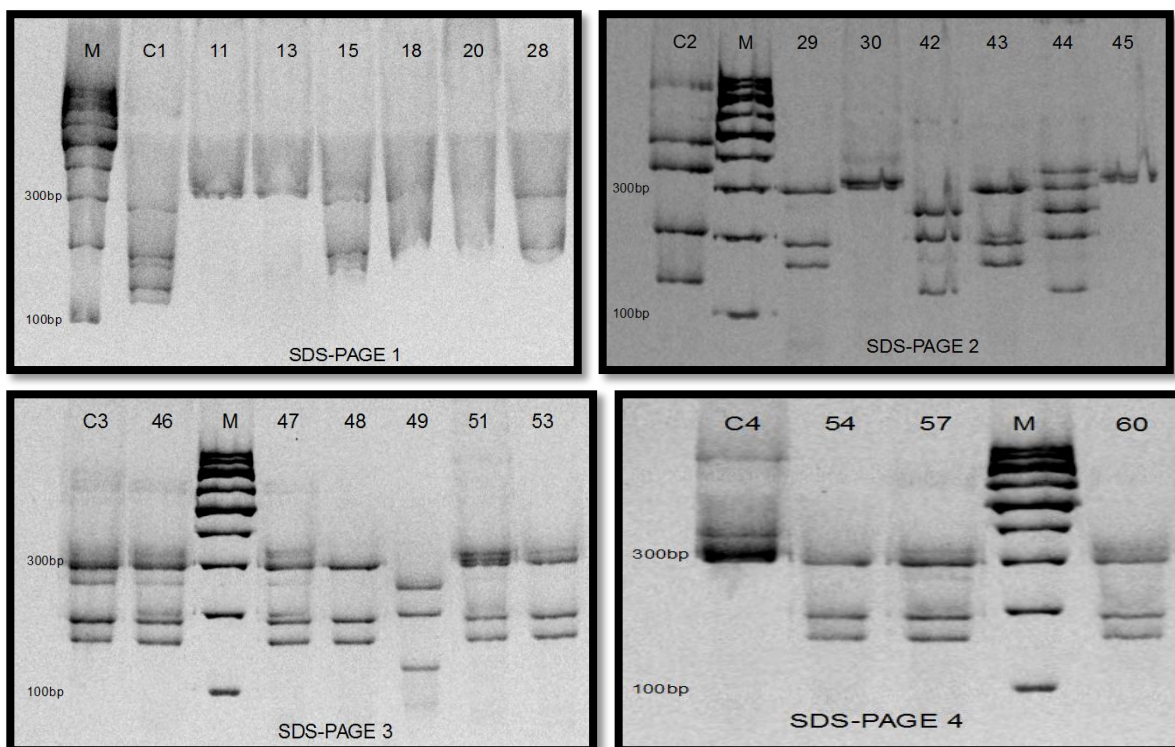 M C1 11 13 15 18 20 28
300bp
100bp
SDS-PAGE 1
C2 M 29 30 42 43 44 45
300bp
100bp
SDS-PAGE 2
C3 46 M 47 48 49 51 53
300bp
100bp
SDS-PAGE 3
C4 54 57 M 60
300bp
100bp
SDS-PAGE 4